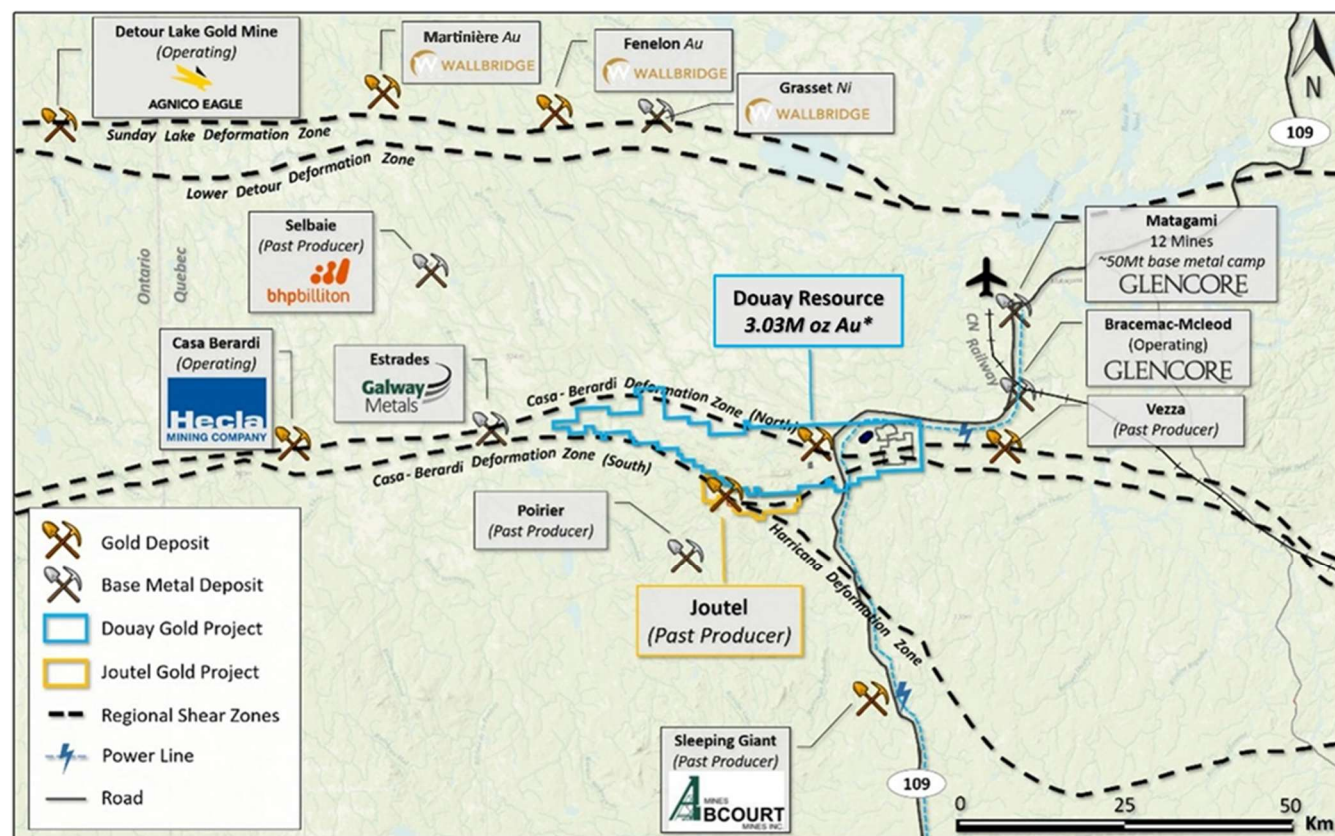 Detour Lake Gold Mine
(Operating)
AGNICO EAGLE
Martinière Au
WALLBRIDGE
Fenelon Au
WALLBRIDGE
Grasset Ni
WALLBRIDGE
N
109
Sunday Lake Deformation Zone
Lower Detour Deformation Zone
Selbaie
(Past Producer)
bhpbilliton
Ontario
Quebec
Matagami
12 Mines
~50Mt base metal camp
GLENCORE
Douay Resource
3.03M oz Au*
CN Railway
Bracemac-Mcleod
(Operating)
GLENCORE
Casa Berardi
(Operating)
Hecla
MINING COMPANY
Estrades
Galway
Metals
Casa-Berardi Deformation Zone (North)
Vezza
(Past Producer)
Casa-Berardi Deformation Zone (South)
Poirier
(Past Producer)
Harricana Deformation Zone
Joutel
(Past Producer)
Gold Deposit
Base Metal Deposit
Douay Gold Project
Joutel Gold Project
Regional Shear Zones
Power Line
Road
Sleeping Giant
(Past Producer)
MINES
ABCOURT
MINES INC.
109
0 25 50
Km